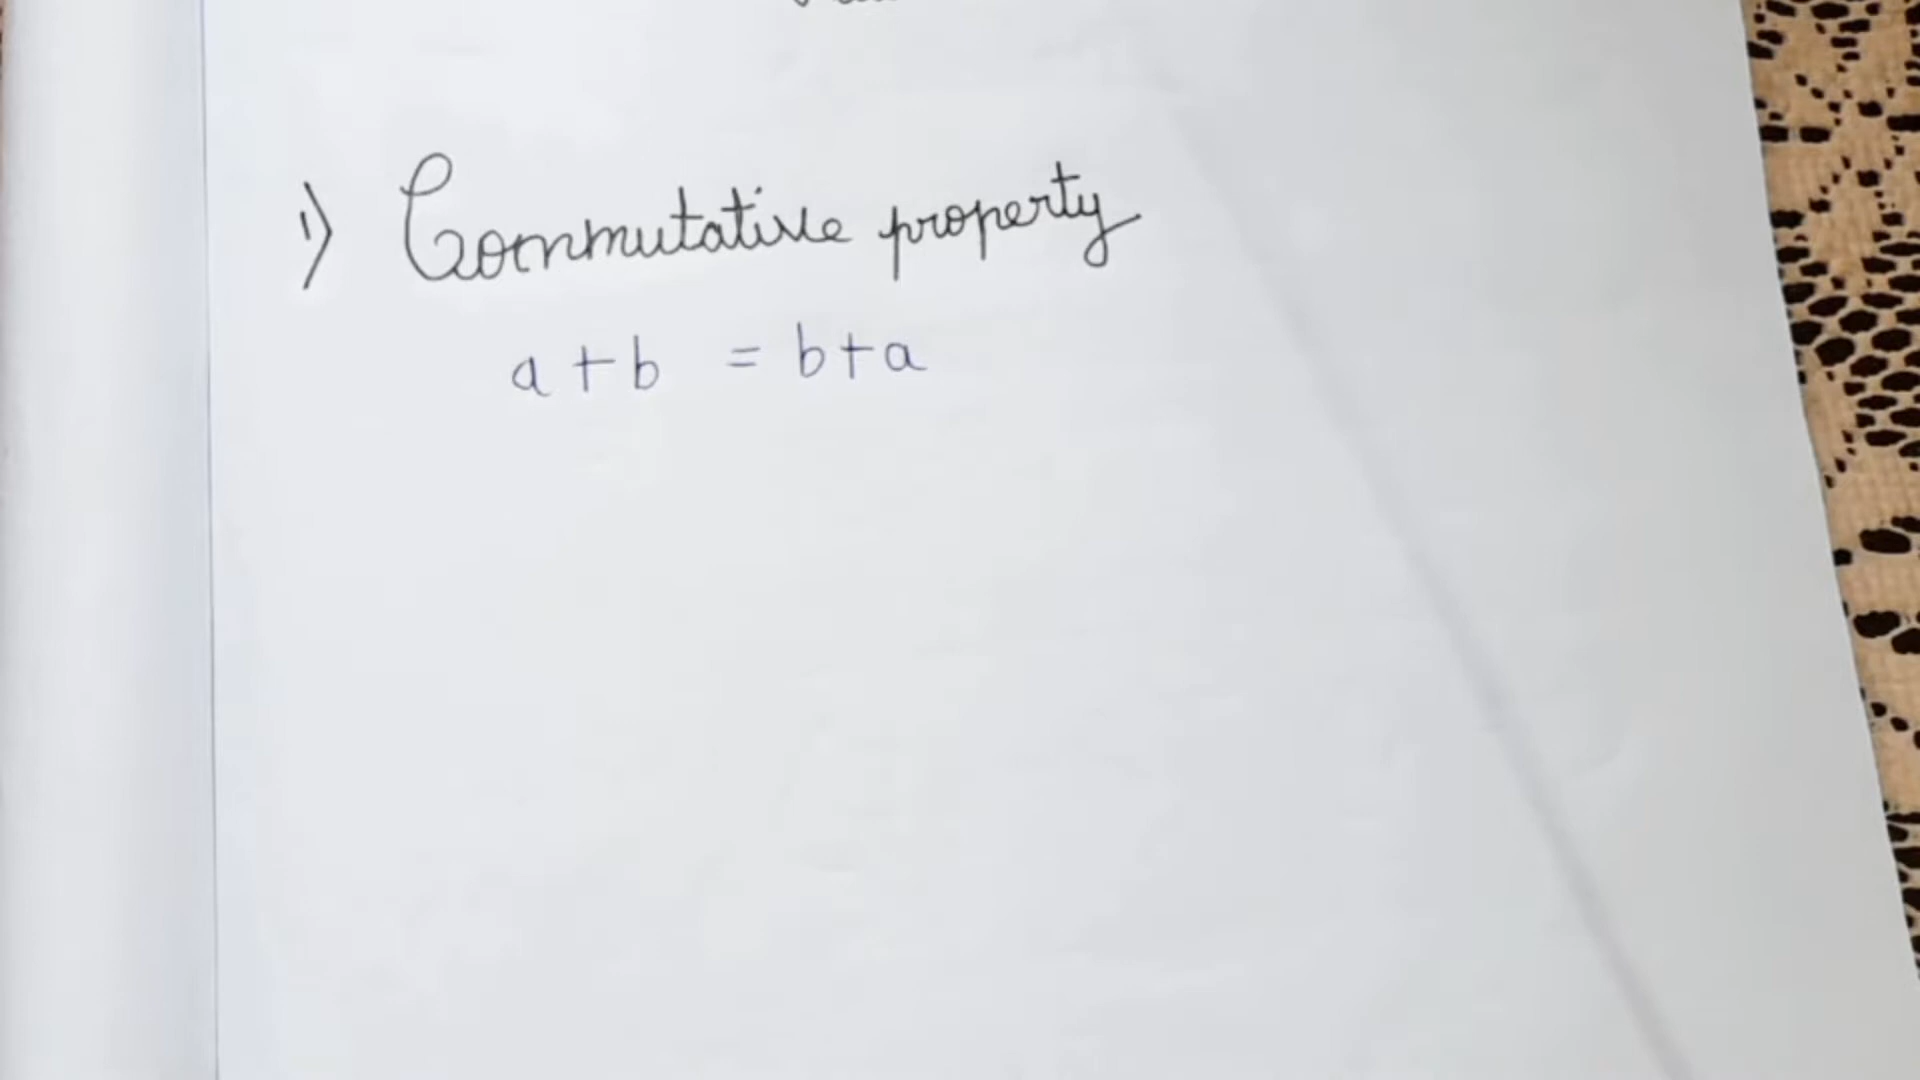 1) Commutative property
a + b = b + a